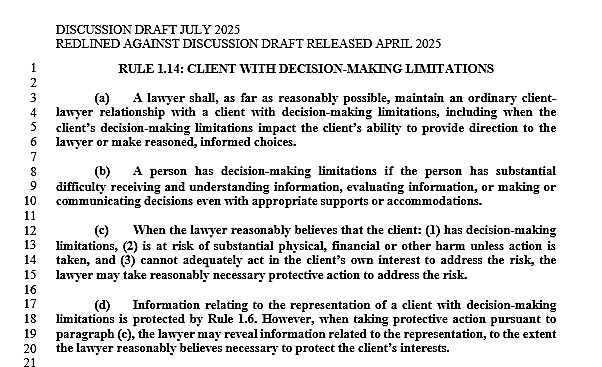 DISCUSSION DRAFT JULY 2025
REDLINED AGAINST DISCUSSION DRAFT RELEASED APRIL 2025
1 RULE 1.14: CLIENT WITH DECISION-MAKING LIMITATIONS
2
3 (a) A lawyer shall, as far as reasonably possible, maintain an ordinary client-
4 lawyer relationship with a client with decision-making limitations, including when the
5 client’s decision-making limitations impact the client’s ability to provide direction to the
6 lawyer or make reasoned, informed choices.
7
8 (b) A person has decision-making limitations if the person has substantial
9 difficulty receiving and understanding information, evaluating information, or making or
10 communicating decisions even with appropriate supports or accommodations.
11
12 (c) When the lawyer reasonably believes that the client: (1) has decision-making
13 limitations, (2) is at risk of substantial physical, financial or other harm unless action is
14 taken, and (3) cannot adequately act in the client’s own interest to address the risk, the
15 lawyer may take reasonably necessary protective action to address the risk.
16
17 (d) Information relating to the representation of a client with decision-making
18 limitations is protected by Rule 1.6. However, when taking protective action pursuant to
19 paragraph (c), the lawyer may reveal information related to the representation, to the extent
20 the lawyer reasonably believes necessary to protect the client’s interests.
21